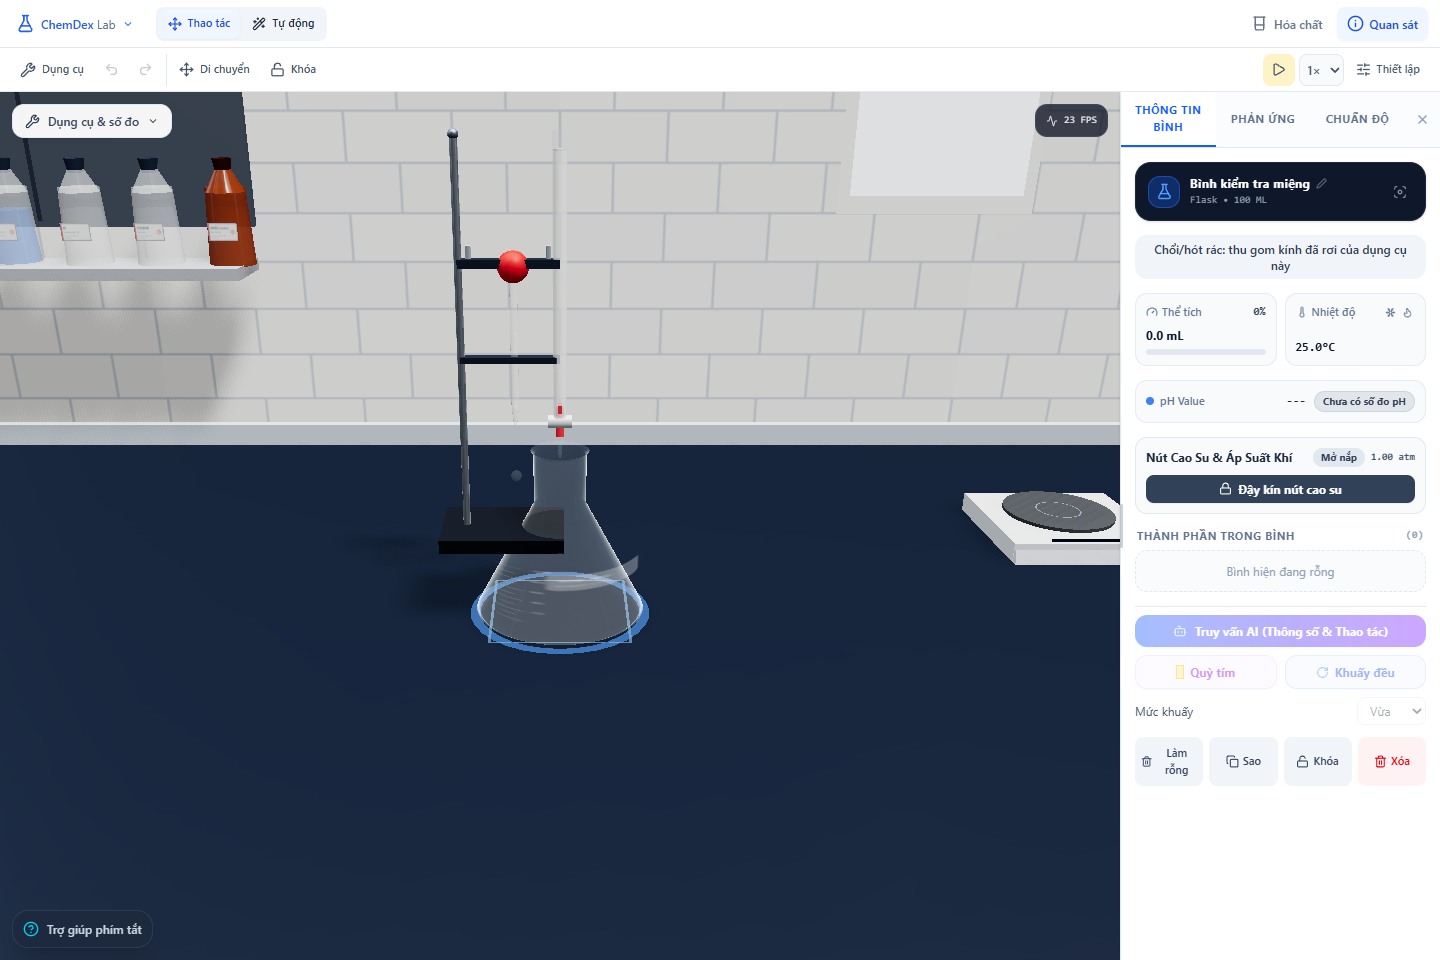 ChemDex Lab
Thao tác
Tự động
Hóa chất
Quan sát
Dụng cụ
Di chuyển
Khóa
1×
Thiết lập
Dụng cụ & số đo
23 FPS
THÔNG TIN
BÌNH
PHẢN ỨNG
CHUẨN ĐỘ
Bình kiểm tra miệng
Flask • 100 ML
Chổi/hót rác: thu gom kính đã rơi của dụng cụ
này
Thể tích
0%
0.0 mL
Nhiệt độ
25.0°C
pH Value
---
Chưa có số đo pH
Nút Cao Su & Áp Suất Khí
Mở nắp
1.00 atm
Đậy kín nút cao su
THÀNH PHẦN TRONG BÌNH
(0)
Bình hiện đang rỗng
Truy vấn AI (Thông số & Thao tác)
Quỳ tím
Khuấy đều
Mức khuấy
Vừa
Làm
rỗng
Sao
Khóa
Xóa
Trợ giúp phím tắt